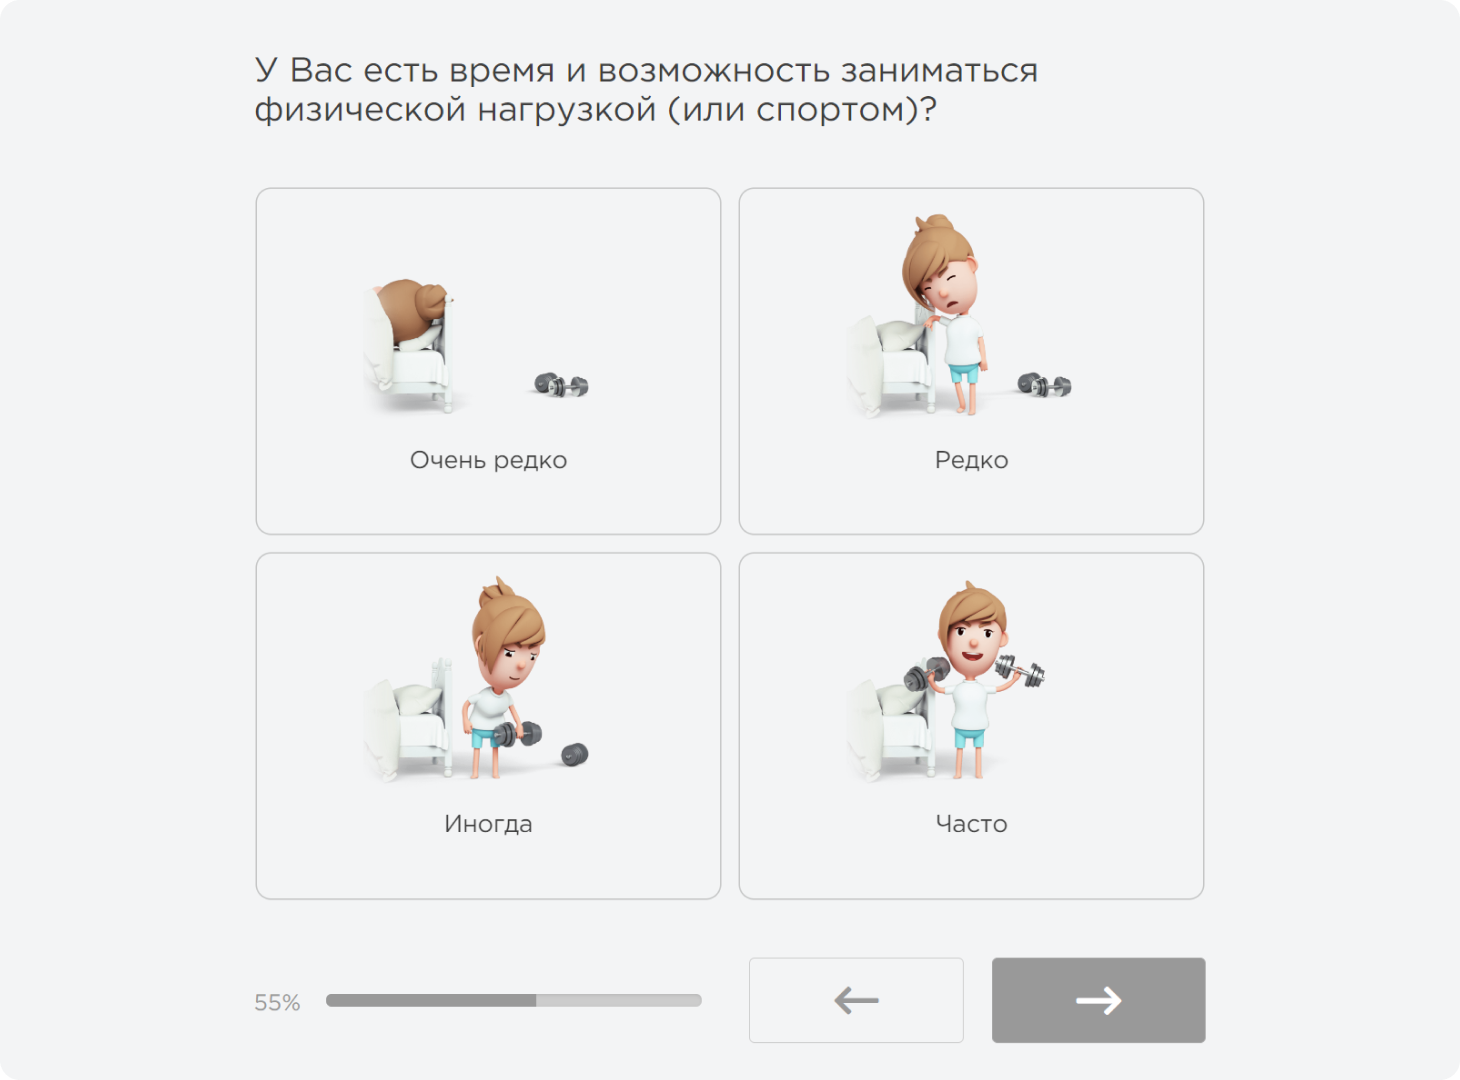 У Вас есть время и возможность заниматься
физической нагрузкой (или спортом)?
Очень редко
Редко
Иногда
Часто
55%